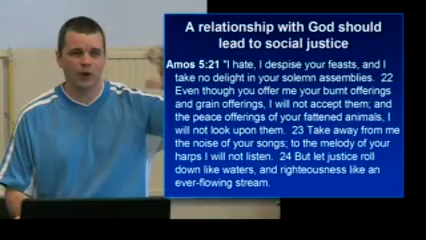 A relationship with God should
lead to social justice
Amos 5:21 "I hate, I despise your feasts, and I
take no delight in your solemn assemblies. 22
Even though you offer me your burnt offerings
and grain offerings, I will not accept them; and
the peace offerings of your fattened animals, I
will not look upon them. 23 Take away from me
the noise of your songs; to the melody of your
harps I will not listen. 24 But let justice roll
down like waters, and righteousness like an
ever-flowing stream.